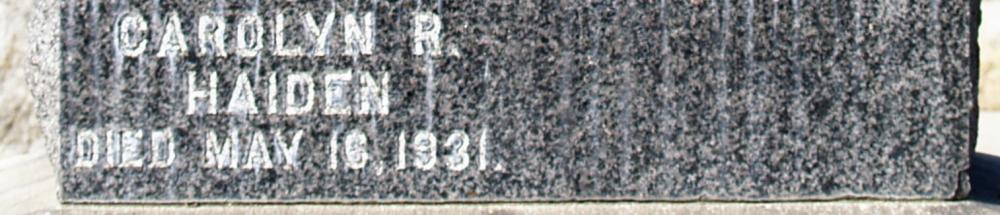 CAROLYN R.
HAIDEN
DIED MAY 16, 1931.